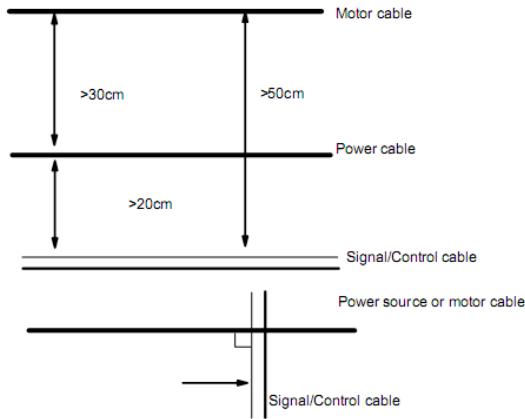 Motor cable
>30cm
>50cm
Power cable
>20cm
Signal/Control cable
Power source or motor cable
Signal/Control cable